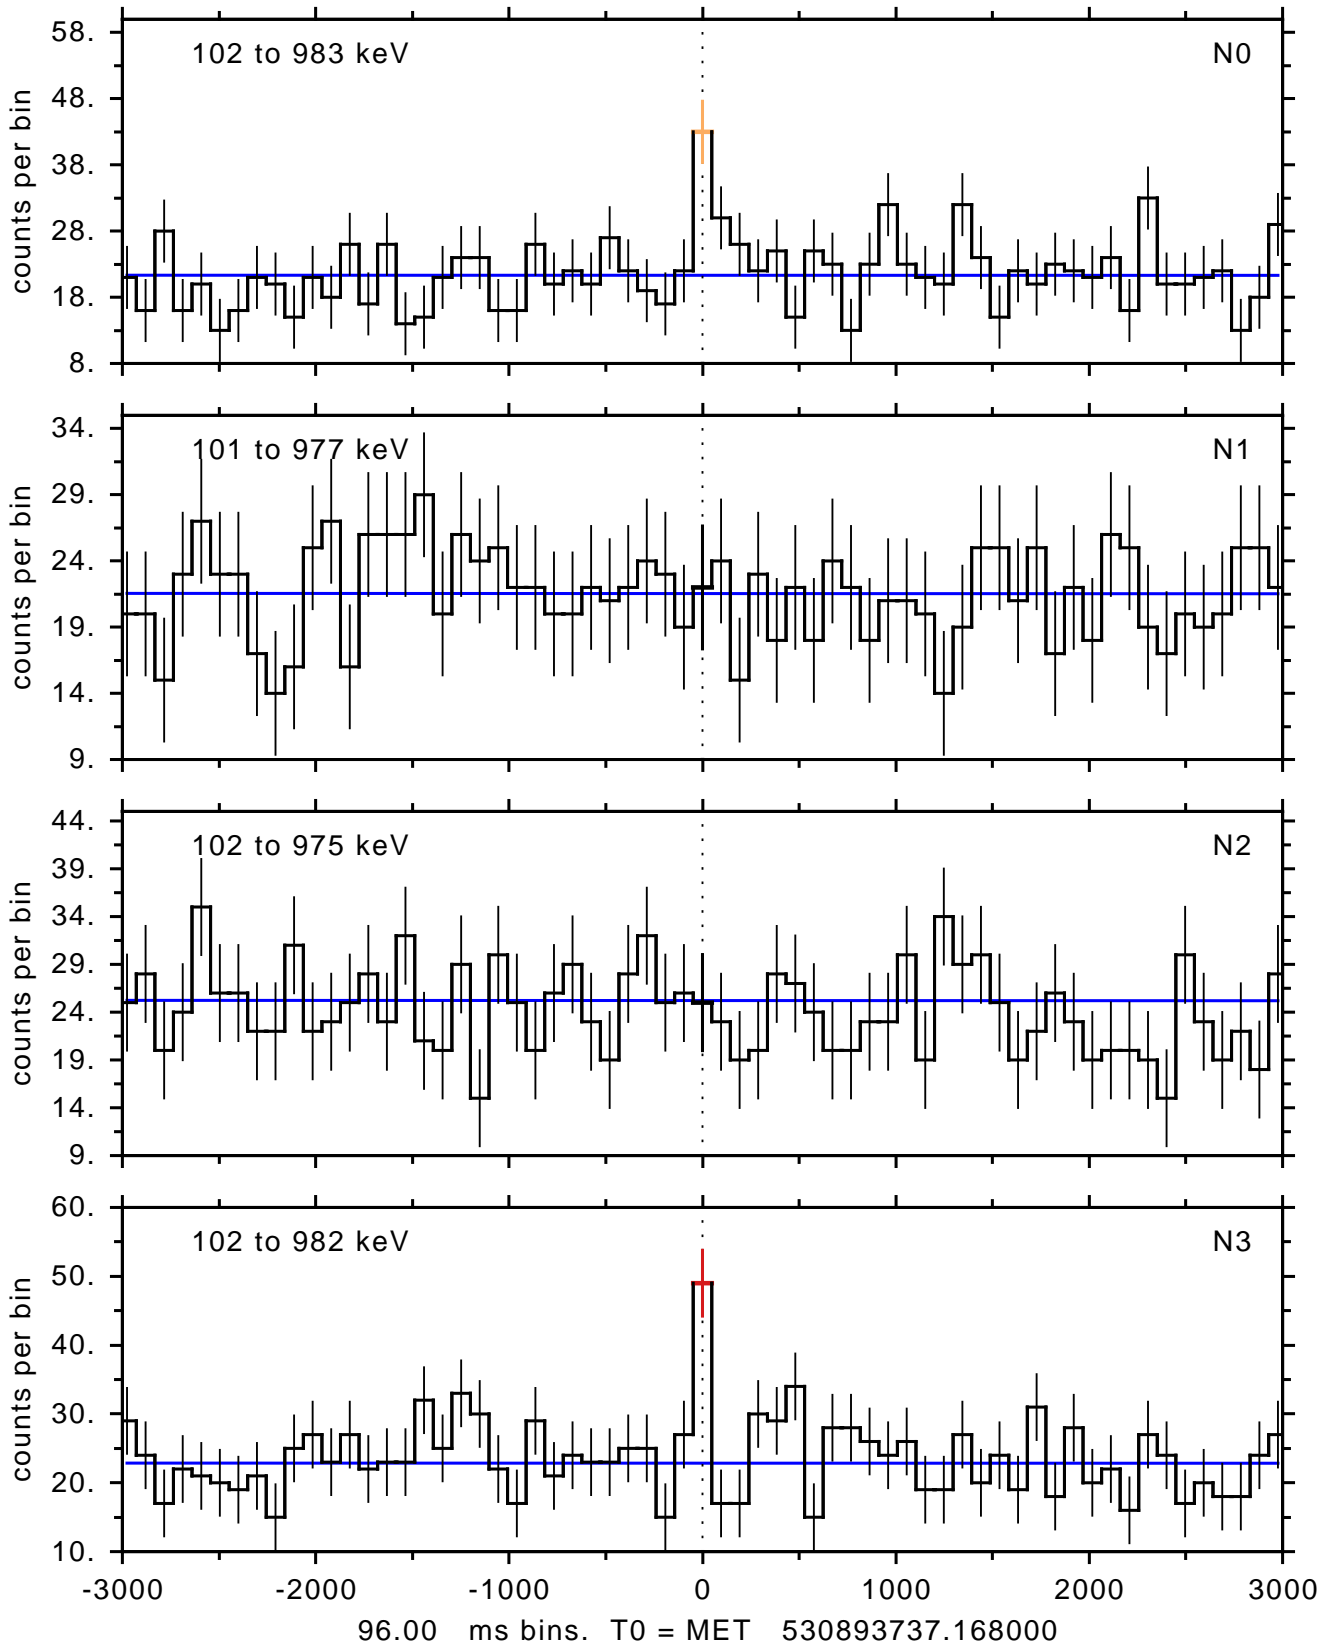 58.
48.
38.
28.
18.
8.
counts per bin
102 to 983 keV
N0
34.
29.
24.
19.
14.
9.
counts per bin
101 to 977 keV
N1
44.
39.
34.
29.
24.
19.
14.
9.
counts per bin
102 to 975 keV
N2
60.
50.
40.
30.
20.
10.
counts per bin
102 to 982 keV
N3
-3000 -2000 -1000 0 1000 2000 3000
96.00 ms bins. T0 = MET 530893737.168000